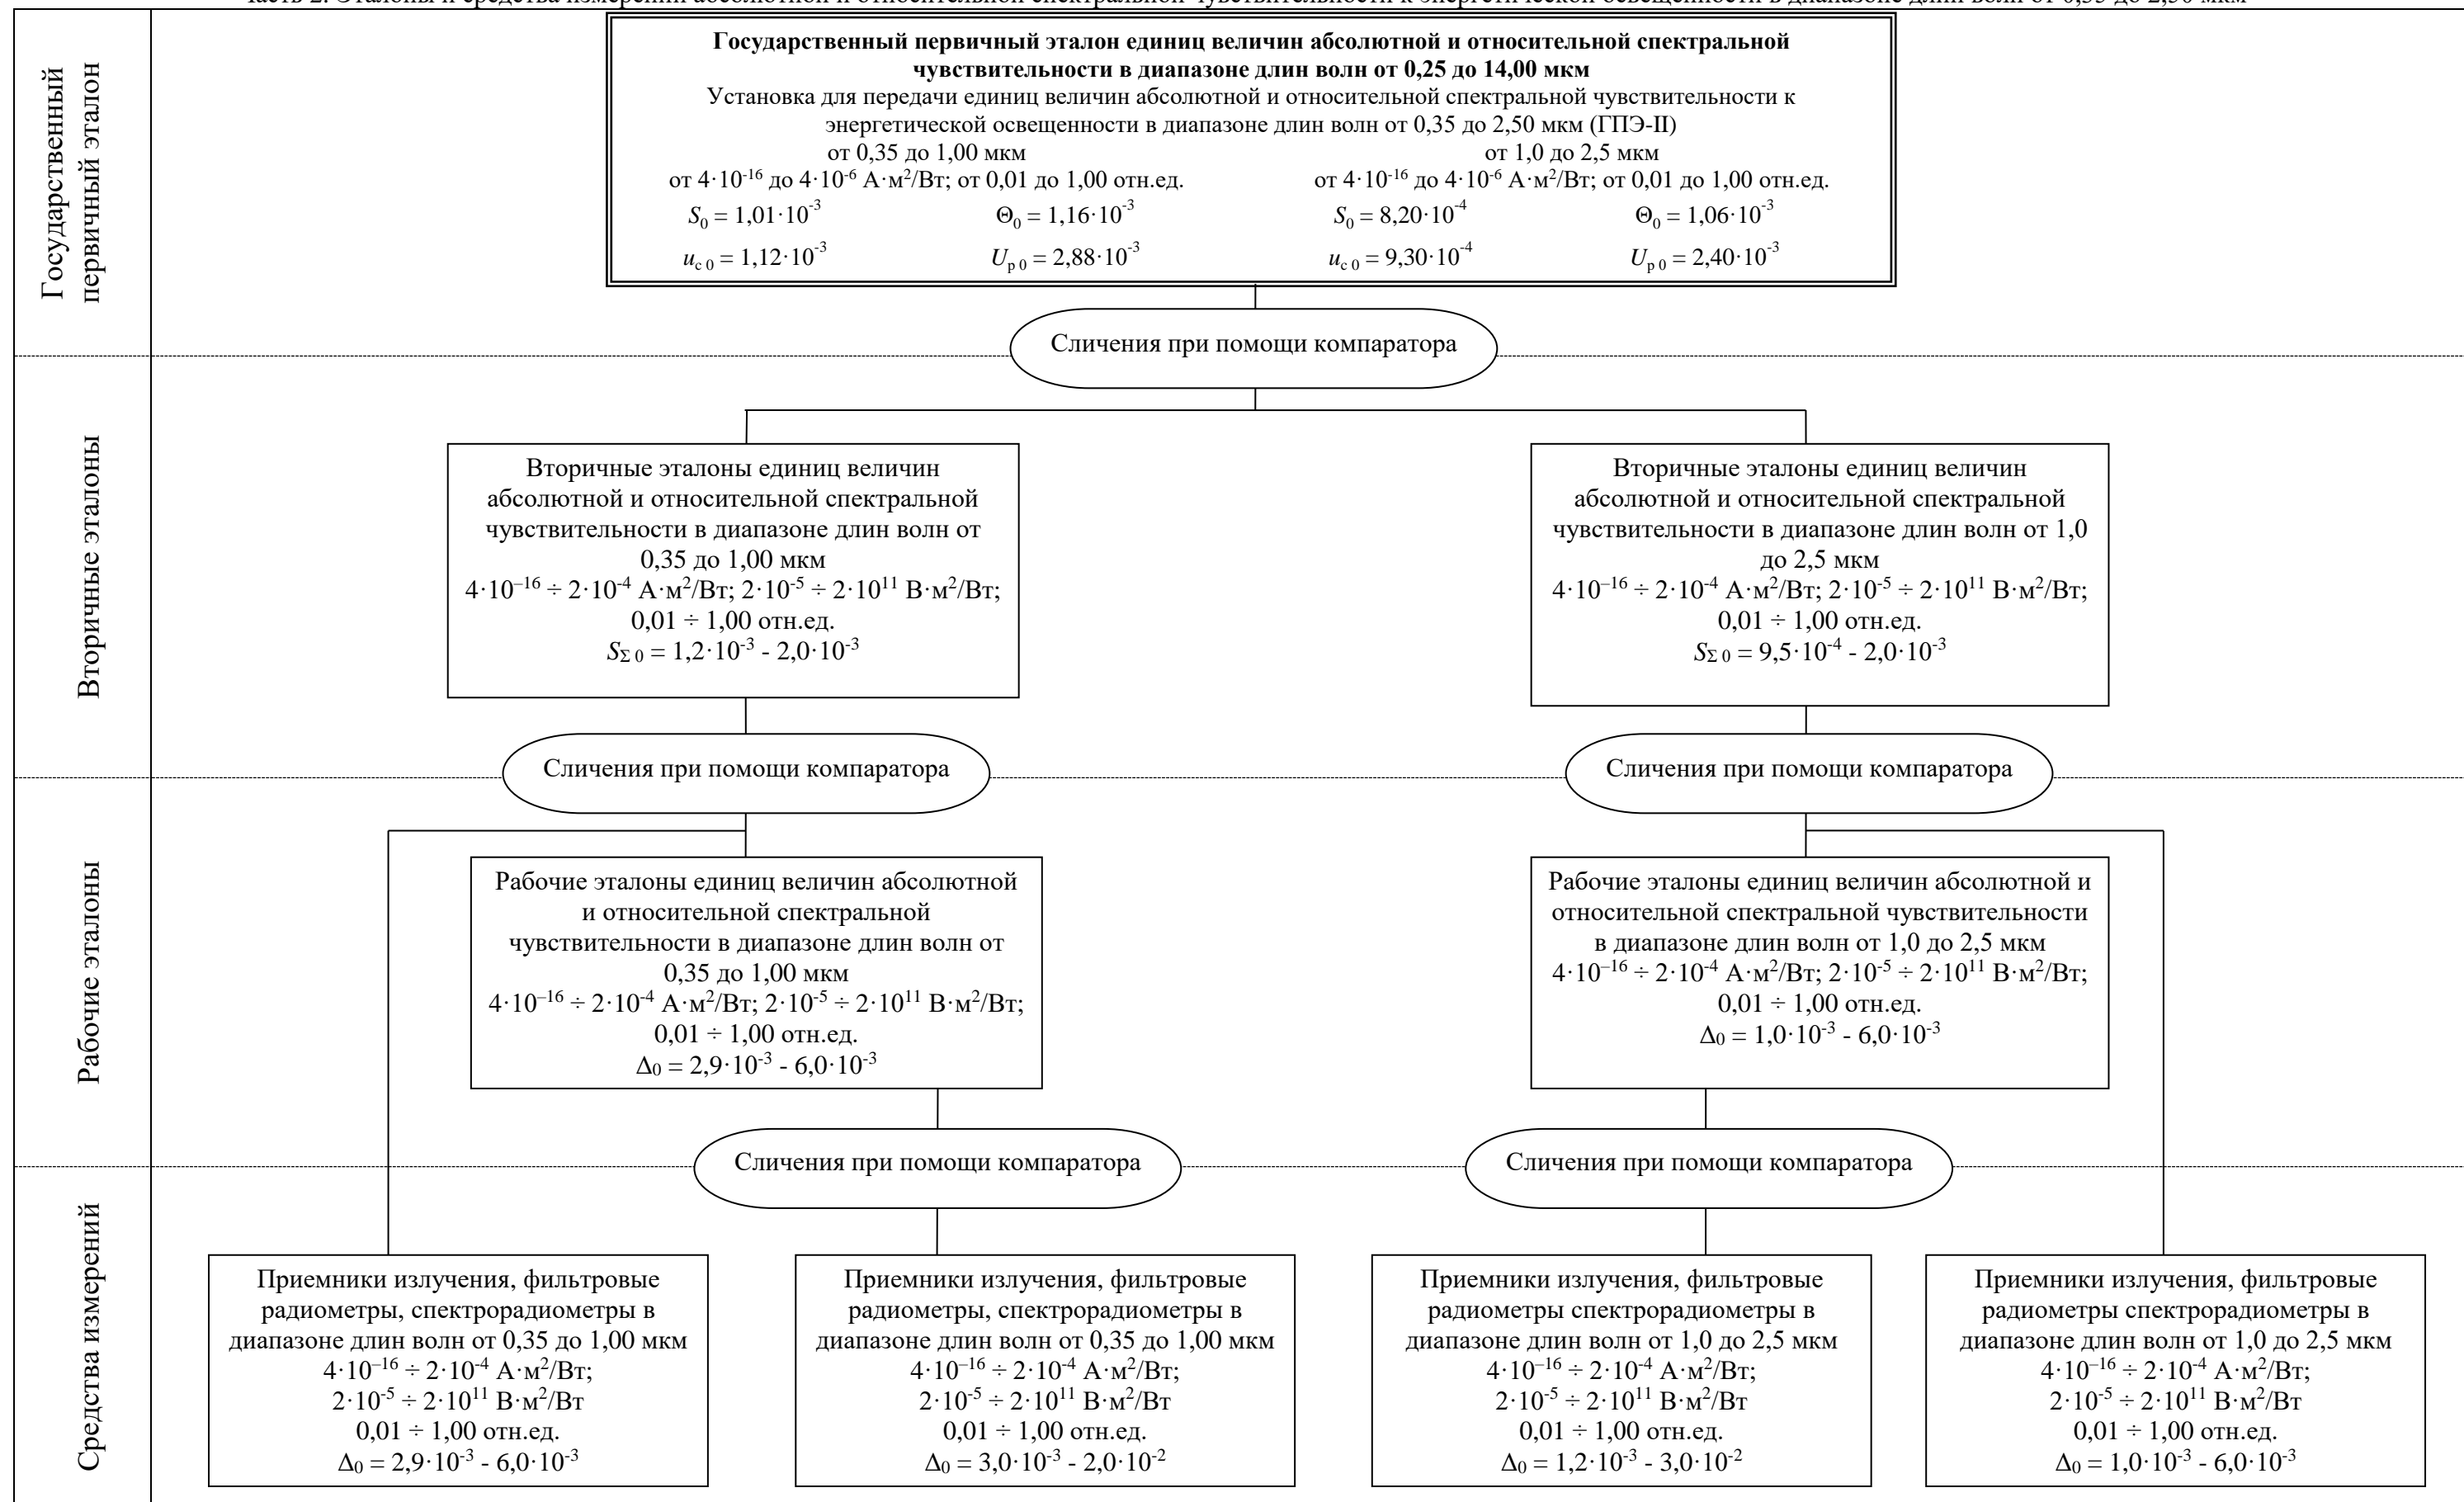 Часть 2. Эталоны и средства измерений абсолютной и относительной спектральной чувствительности к энергетической освещенности в диапазоне длин волн от 0,35 до 2,50 мкм
Государственный
первичный эталон
Государственный первичный эталон единиц величин абсолютной и относительной спектральной
чувствительности в диапазоне длин волн от 0,25 до 14,00 мкм
Установка для передачи единиц величин абсолютной и относительной спектральной чувствительности к
энергетической освещенности в диапазоне длин волн от 0,35 до 2,50 мкм (ГПЭ-II)
от 0,35 до 1,00 мкм
от 4·10⁻¹⁶ до 4·10⁻⁶ А·м²/Вт; от 0,01 до 1,00 отн.ед.
S₀ = 1,01·10⁻³ Θ₀ = 1,16·10⁻³
u_c 0 = 1,12·10⁻³ U_p 0 = 2,88·10⁻³
от 1,0 до 2,5 мкм
от 4·10⁻¹⁶ до 4·10⁻⁶ А·м²/Вт; от 0,01 до 1,00 отн.ед.
S₀ = 8,20·10⁻⁴ Θ₀ = 1,06·10⁻³
u_c 0 = 9,30·10⁻⁴ U_p 0 = 2,40·10⁻³
Сличения при помощи компаратора
Вторичные эталоны
Вторичные эталоны единиц величин
абсолютной и относительной спектральной
чувствительности в диапазоне длин волн от
0,35 до 1,00 мкм
4·10⁻¹⁶ ÷ 2·10⁻⁴ А·м²/Вт; 2·10⁻⁵ ÷ 2·10¹¹ В·м²/Вт;
0,01 ÷ 1,00 отн.ед.
S_Σ 0 = 1,2·10⁻³ - 2,0·10⁻³
Вторичные эталоны единиц величин
абсолютной и относительной спектральной
чувствительности в диапазоне длин волн от 1,0
до 2,5 мкм
4·10⁻¹⁶ ÷ 2·10⁻⁴ А·м²/Вт; 2·10⁻⁵ ÷ 2·10¹¹ В·м²/Вт;
0,01 ÷ 1,00 отн.ед.
S_Σ 0 = 9,5·10⁻⁴ - 2,0·10⁻³
Сличения при помощи компаратора
Сличения при помощи компаратора
Рабочие эталоны
Рабочие эталоны единиц величин абсолютной
и относительной спектральной
чувствительности в диапазоне длин волн от
0,35 до 1,00 мкм
4·10⁻¹⁶ ÷ 2·10⁻⁴ А·м²/Вт; 2·10⁻⁵ ÷ 2·10¹¹ В·м²/Вт;
0,01 ÷ 1,00 отн.ед.
Δ₀ = 2,9·10⁻³ - 6,0·10⁻³
Рабочие эталоны единиц величин абсолютной и
относительной спектральной чувствительности
в диапазоне длин волн от 1,0 до 2,5 мкм
4·10⁻¹⁶ ÷ 2·10⁻⁴ А·м²/Вт; 2·10⁻⁵ ÷ 2·10¹¹ В·м²/Вт;
0,01 ÷ 1,00 отн.ед.
Δ₀ = 1,0·10⁻³ - 6,0·10⁻³
Сличения при помощи компаратора
Сличения при помощи компаратора
Средства измерений
Приемники излучения, фильтровые
радиометры, спектрорадиометры в
диапазоне длин волн от 0,35 до 1,00 мкм
4·10⁻¹⁶ ÷ 2·10⁻⁴ А·м²/Вт;
2·10⁻⁵ ÷ 2·10¹¹ В·м²/Вт
0,01 ÷ 1,00 отн.ед.
Δ₀ = 2,9·10⁻³ - 6,0·10⁻³
Приемники излучения, фильтровые
радиометры, спектрорадиометры в
диапазоне длин волн от 0,35 до 1,00 мкм
4·10⁻¹⁶ ÷ 2·10⁻⁴ А·м²/Вт;
2·10⁻⁵ ÷ 2·10¹¹ В·м²/Вт
0,01 ÷ 1,00 отн.ед.
Δ₀ = 3,0·10⁻³ - 2,0·10⁻²
Приемники излучения, фильтровые
радиометры спектрорадиометры в
диапазоне длин волн от 1,0 до 2,5 мкм
4·10⁻¹⁶ ÷ 2·10⁻⁴ А·м²/Вт;
2·10⁻⁵ ÷ 2·10¹¹ В·м²/Вт
0,01 ÷ 1,00 отн.ед.
Δ₀ = 1,2·10⁻³ - 3,0·10⁻²
Приемники излучения, фильтровые
радиометры спектрорадиометры в
диапазоне длин волн от 1,0 до 2,5 мкм
4·10⁻¹⁶ ÷ 2·10⁻⁴ А·м²/Вт;
2·10⁻⁵ ÷ 2·10¹¹ В·м²/Вт
0,01 ÷ 1,00 отн.ед.
Δ₀ = 1,0·10⁻³ - 6,0·10⁻³